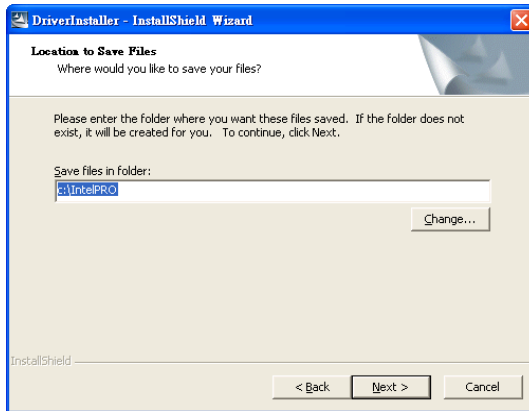 DriverInstaller - InstallShield Wizard
Location to Save Files
Where would you like to save your files?
Please enter the folder where you want these files saved.  If the folder does not
exist, it will be created for you.   To continue, click Next.
Save files in folder:
c:\IntelPRO
Change...
InstallShield
< Back
Next >
Cancel